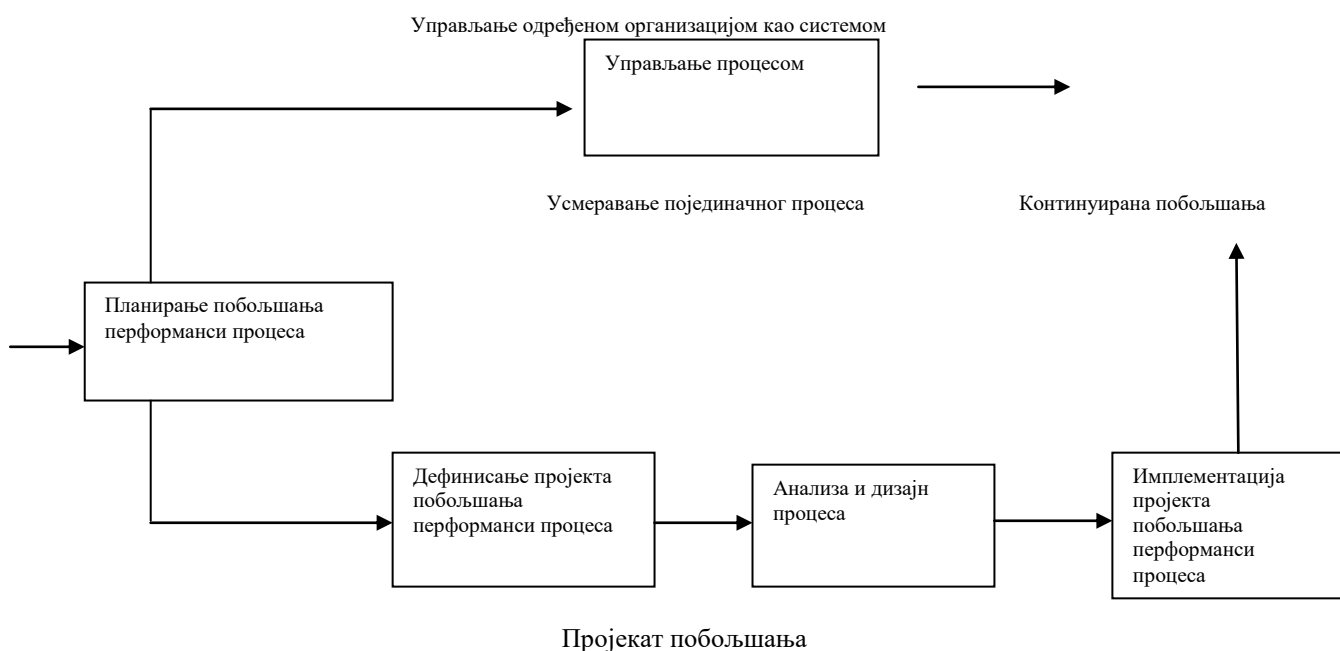 Управљање одређеном организацијом као системом
Управљање процесом
Усмеравање појединачног процеса
Континуирана побољшања
Планирање побољшања
перформанси процеса
Дефинисање пројекта
побољшања
перформанси процеса
Анализа и дизајн
процеса
Имплементација
пројекта
побољшања
перформанси
процеса
Пројекат побољшања